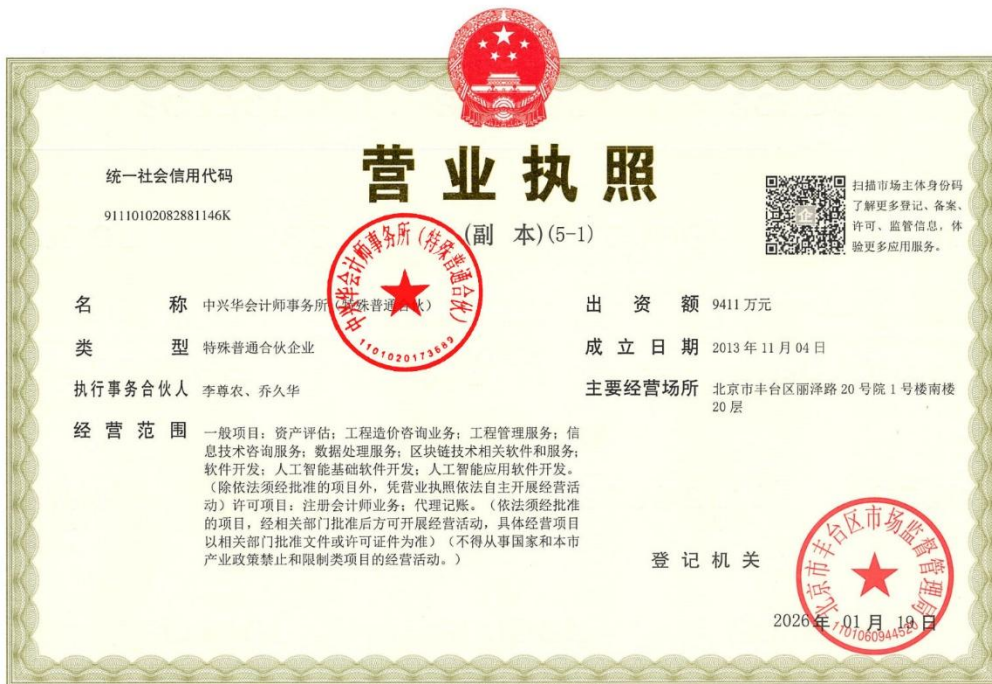 统一社会信用代码
91110102082881146K
营业执照
(副 本)(5-1)
扫描市场主体身份码
了解更多登记、备案、
许可、监管信息，体
验更多应用服务。
名 称 中兴华会计师事务所（特殊普通合伙）
类 型 特殊普通合伙企业
执行事务合伙人 李尊农、乔久华
经营范围 一般项目：资产评估；工程造价咨询业务；工程管理服务；信
息技术咨询服务；数据处理服务；区块链技术相关软件和服务；
软件开发；人工智能基础软件开发；人工智能应用软件开发。
（除依法须经批准的项目外，凭营业执照依法自主开展经营活
动）许可项目：注册会计师业务；代理记账。（依法须经批准
的项目，经相关部门批准后方可开展经营活动，具体经营项目
以相关部门批准文件或许可证件为准）（不得从事国家和本市
产业政策禁止和限制类项目的经营活动。）
出 资 额 9411 万元
成 立 日 期 2013 年 11 月 04 日
主要经营场所 北京市丰台区丽泽路 20 号院 1 号楼南楼
20 层
中兴华会计师事务所（特殊普通合伙）
1101020173689
登 记 机 关
北京市丰台区市场监督管理局
1101060944520
2026 年 01 月 19 日
企